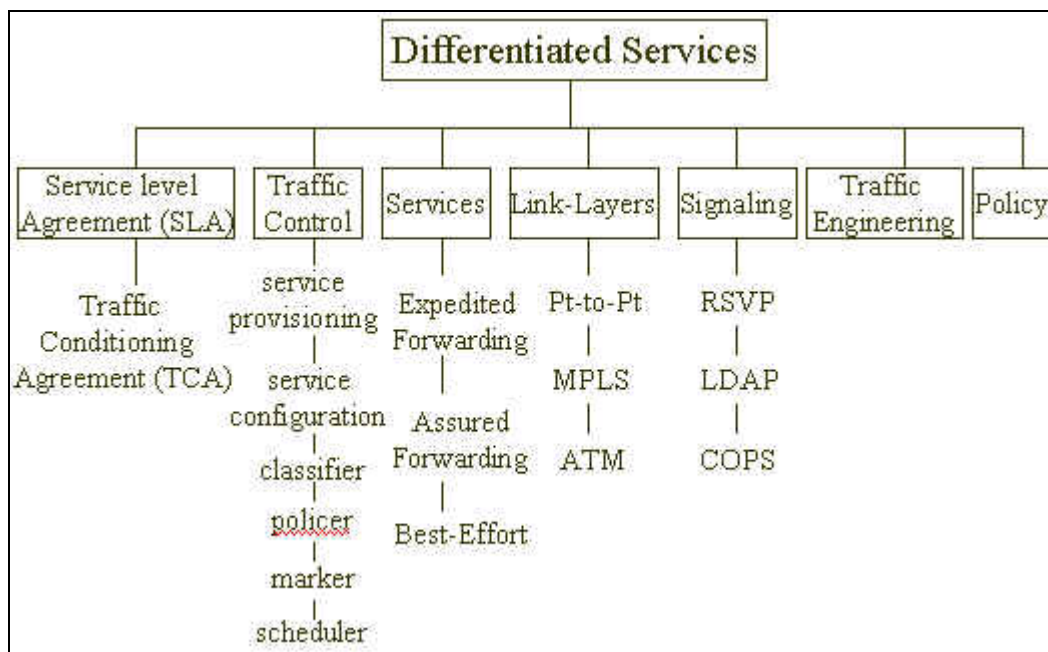 Differentiated Services
Service level
Agreement (SLA)
Traffic
Conditioning
Agreement (TCA)
Traffic
Control
service
provisioning
service
configuration
classifier
policer
marker
scheduler
Services
Expedited
Forwarding
Assured
Forwarding
Best-Effort
Link-Layers
Pt-to-Pt
MPLS
ATM
Signaling
RSVP
LDAP
COPS
Traffic
Engineering
Policy